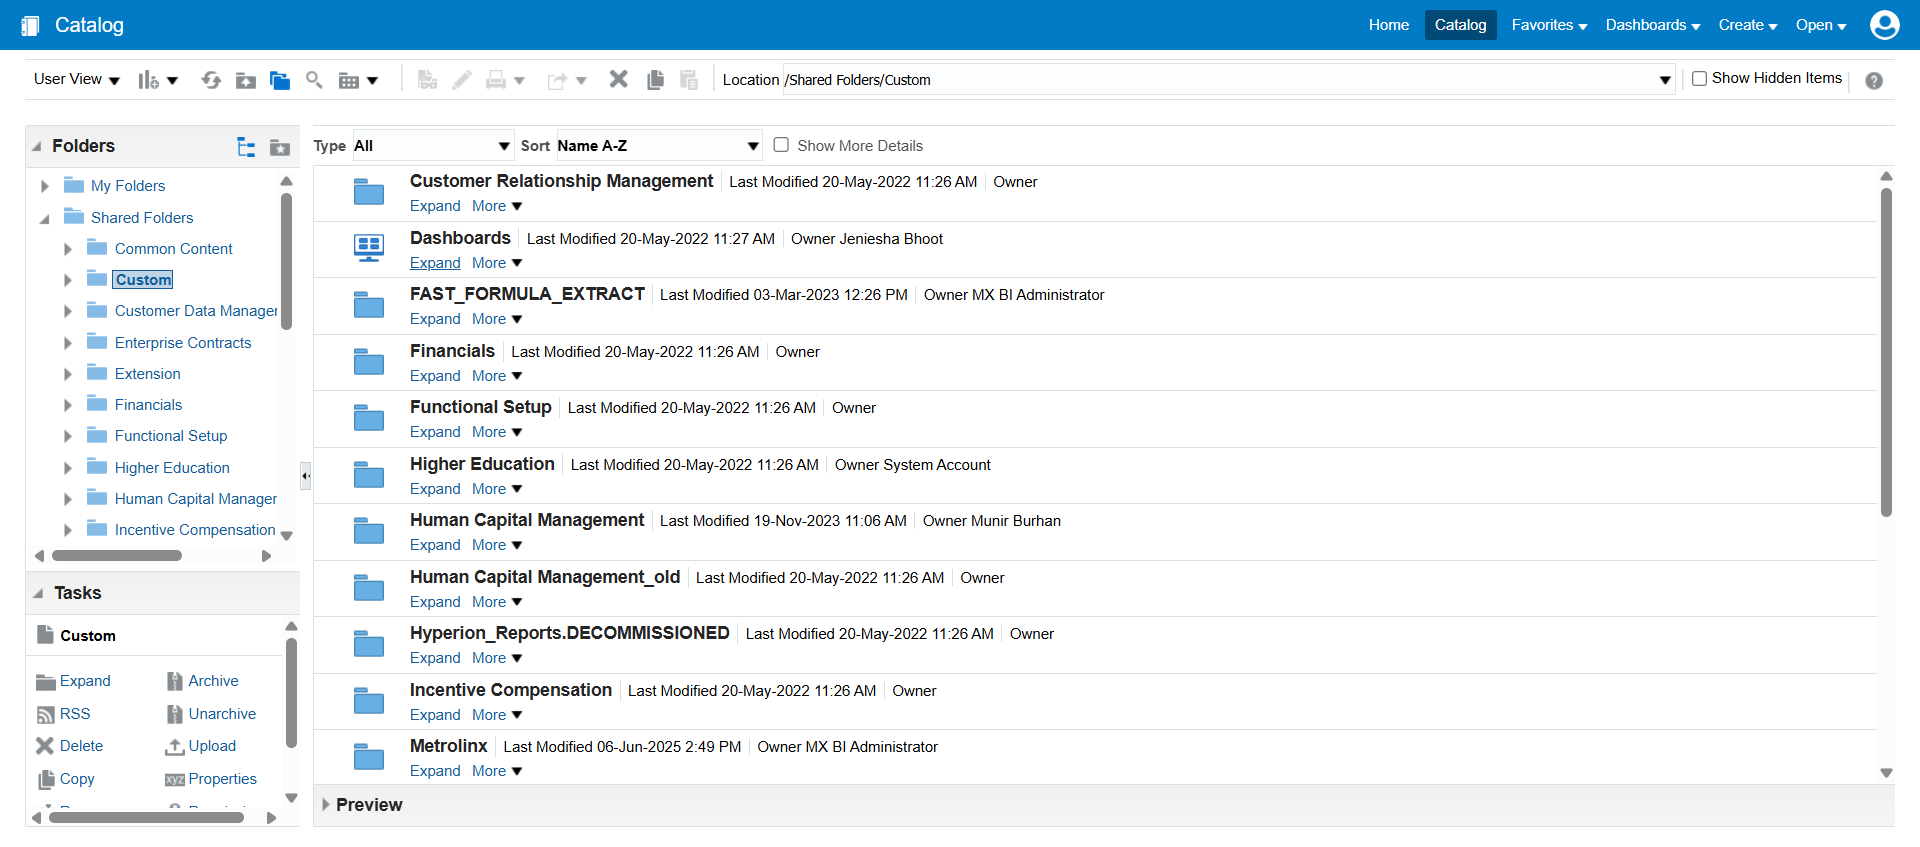 Catalog
Home Catalog Favorites Dashboards Create Open
User View
Location /Shared Folders/Custom
Show Hidden Items
Folders
My Folders
Shared Folders
Common Content
Custom
Customer Data Manager
Enterprise Contracts
Extension
Financials
Functional Setup
Higher Education
Human Capital Manager
Incentive Compensation
Tasks
Custom
Expand Archive
RSS Unarchive
Delete Upload
Copy xyz Properties
Type All Sort Name A-Z Show More Details
Customer Relationship Management Last Modified 20-May-2022 11:26 AM Owner
Expand More
Dashboards Last Modified 20-May-2022 11:27 AM Owner Jeniesha Bhoot
Expand More
FAST_FORMULA_EXTRACT Last Modified 03-Mar-2023 12:26 PM Owner MX BI Administrator
Expand More
Financials Last Modified 20-May-2022 11:26 AM Owner
Expand More
Functional Setup Last Modified 20-May-2022 11:26 AM Owner
Expand More
Higher Education Last Modified 20-May-2022 11:26 AM Owner System Account
Expand More
Human Capital Management Last Modified 19-Nov-2023 11:06 AM Owner Munir Burhan
Expand More
Human Capital Management_old Last Modified 20-May-2022 11:26 AM Owner
Expand More
Hyperion_Reports.DECOMMISSIONED Last Modified 20-May-2022 11:26 AM Owner
Expand More
Incentive Compensation Last Modified 20-May-2022 11:26 AM Owner
Expand More
Metrolinx Last Modified 06-Jun-2025 2:49 PM Owner MX BI Administrator
Expand More
Preview